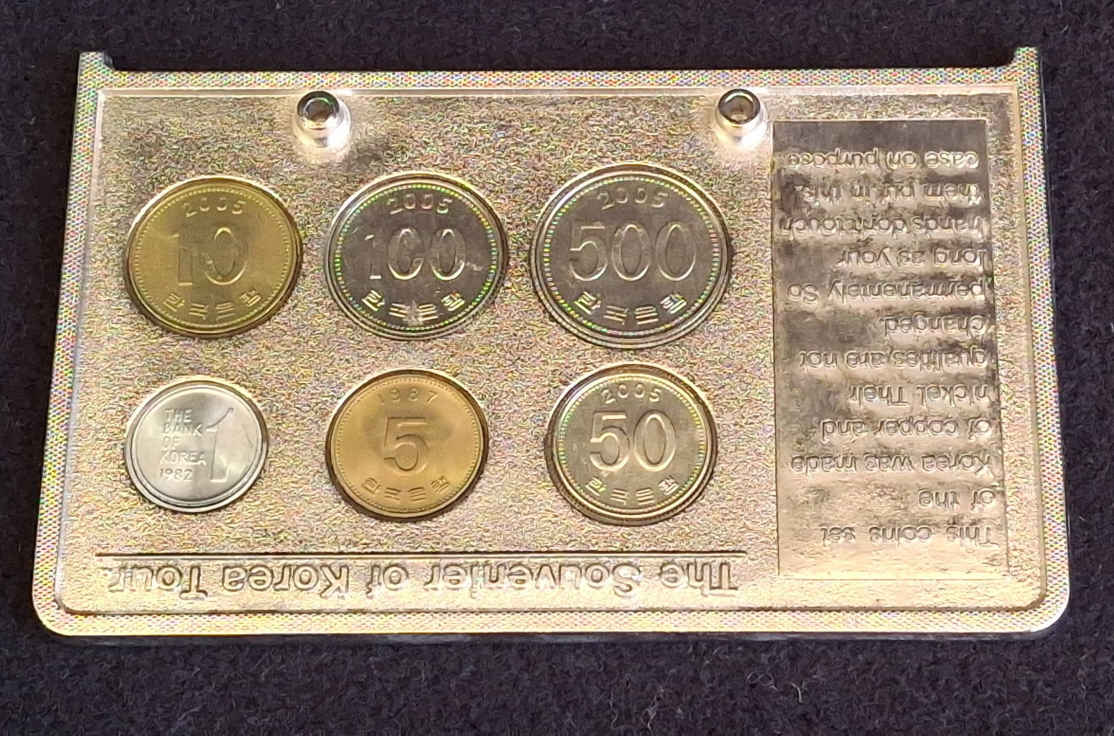 2005
10
한국은행
2005
100
한국은행
2005
500
한국은행
THE
BANK
OF
KOREA
1982
1
1987
5
한국은행
2005
50
한국은행
The Souvenier of Korea Tour
This coins set
of the
Korea was made
of copper and
nickel. Their
qualities are not
changed
permanamely So
long as your
hands don't touch
them put in this
case on purpose